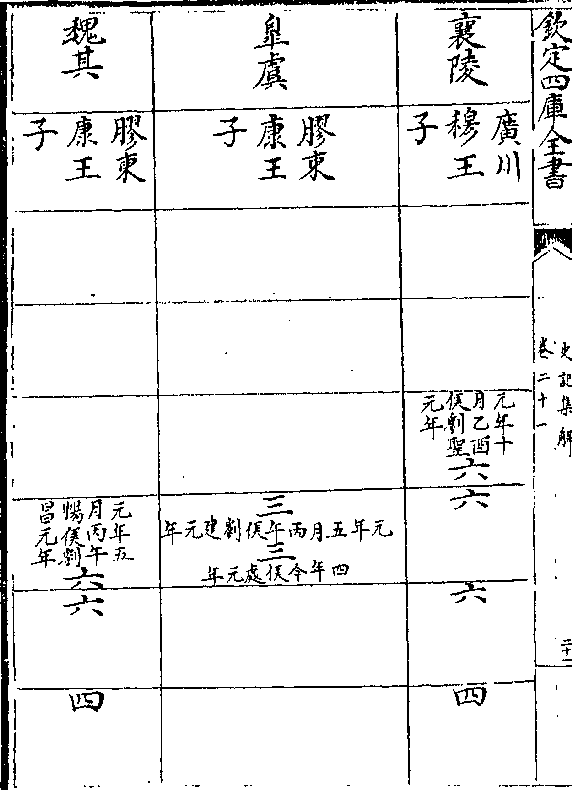 欽定四庫全書
史記集解
卷二十一
二十一
襄陵
廣川
穆王
子
元年十
月乙酉
侯劉聖
元年
六
六
六
四
皐虞
膠東
康王
子
三
元年五月丙午侯劉建元年
三
四年今侯處元年
魏其
膠東
康王
子
元年五
月丙午
愓侯劉
昌元年
六
六
四